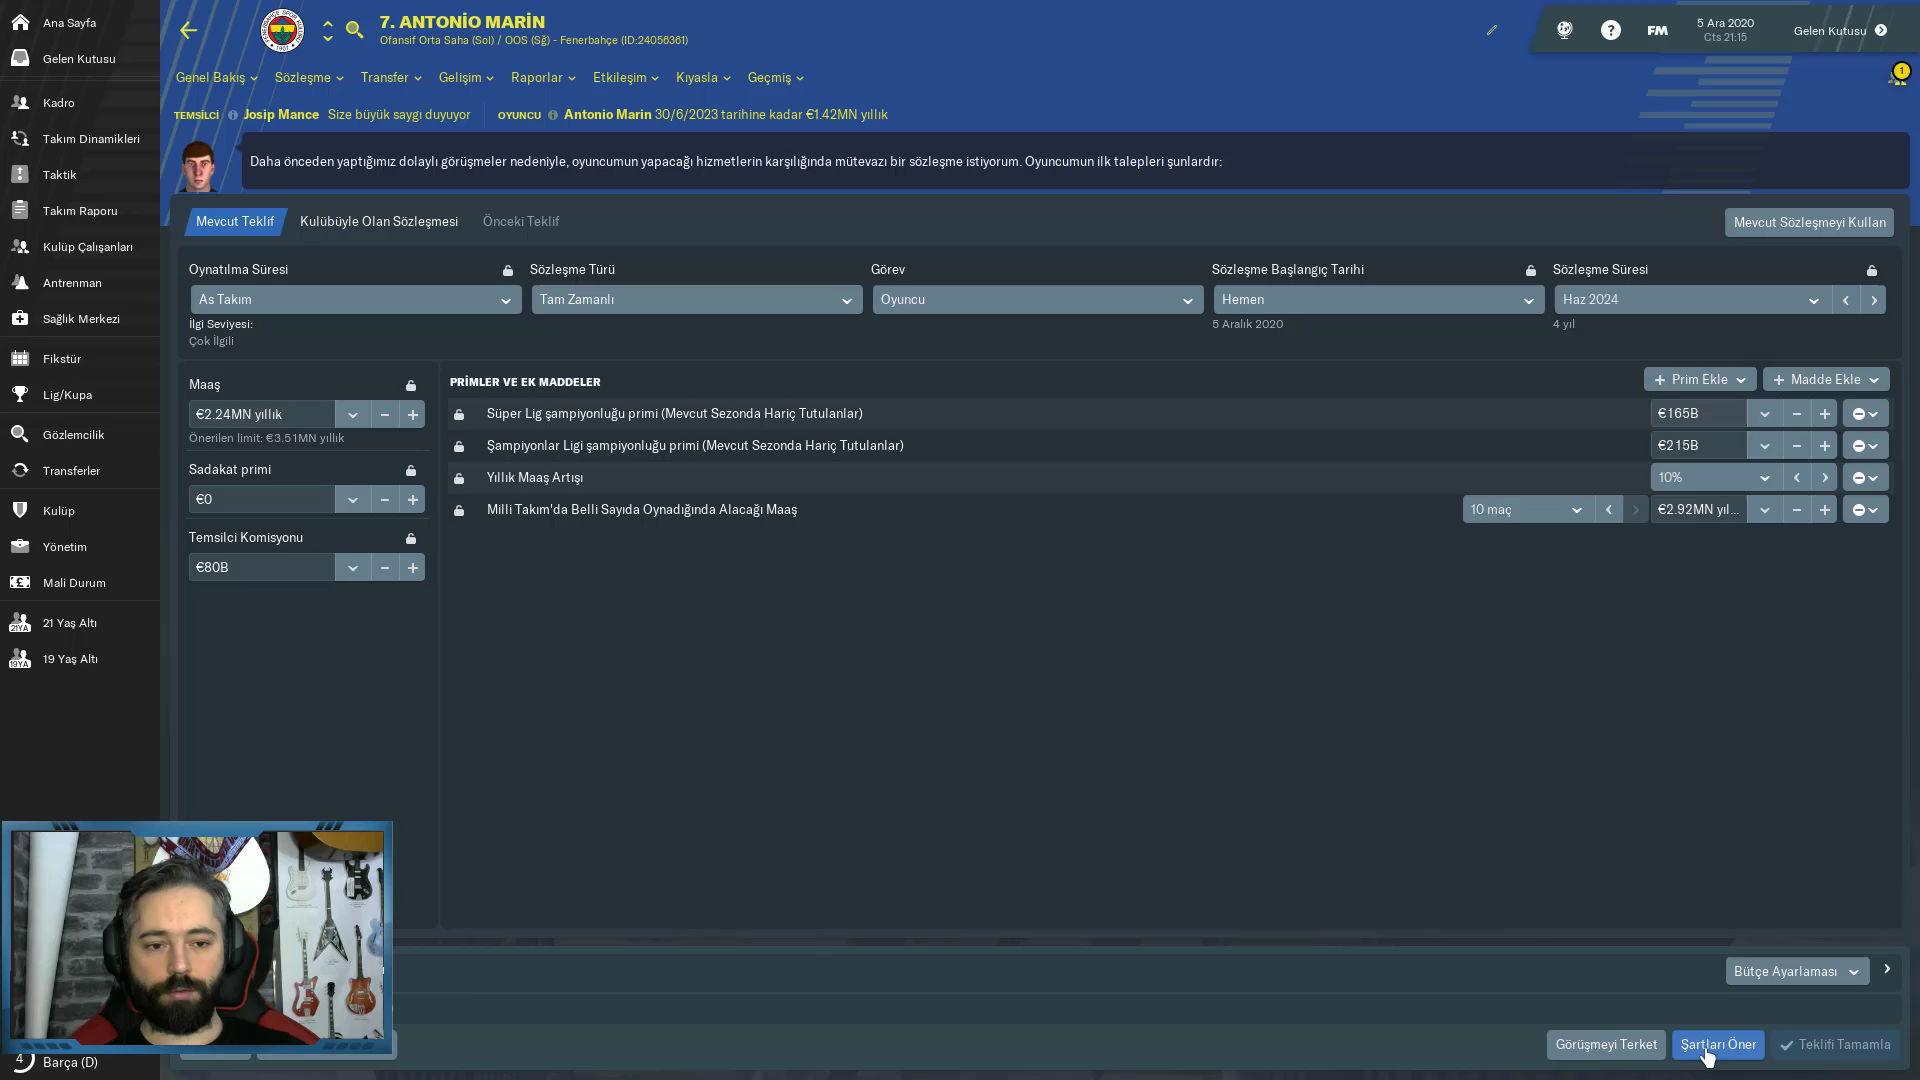 Ana Sayfa
Gelen Kutusu
Kadro
Takım Dinamikleri
Taktik
Takım Raporu
Kulüp Çalışanları
Antrenman
Sağlık Merkezi
Fikstür
Lig/Kupa
Gözlemcilik
Transferler
Kulüp
Yönetim
Mali Durum
21YA
21 Yaş Altı
19YA
19 Yaş Altı
4
Barça (D)
7. ANTONİO MARİN
Ofansif Orta Saha (Sol) / OOS (Sğ) - Fenerbahçe (ID:24056361)
FM
5 Ara 2020
Cts 21:15
Gelen Kutusu
1
Genel Bakış
Sözleşme
Transfer
Gelişim
Raporlar
Etkileşim
Kıyasla
Geçmiş
TEMSİLCİ Josip Mance Size büyük saygı duyuyor
OYUNCU Antonio Marin 30/6/2023 tarihine kadar €1.42MN yıllık
Daha önceden yaptığımız dolaylı görüşmeler nedeniyle, oyuncumun yapacağı hizmetlerin karşılığında mütevazı bir sözleşme istiyorum. Oyuncumun ilk talepleri şunlardır:
Mevcut Teklif
Kulübüyle Olan Sözleşmesi
Önceki Teklif
Mevcut Sözleşmeyi Kullan
Oynatılma Süresi
As Takım
İlgi Seviyesi:
Çok İlgili
Sözleşme Türü
Tam Zamanlı
Görev
Oyuncu
Sözleşme Başlangıç Tarihi
Hemen
5 Aralık 2020
Sözleşme Süresi
Haz 2024
4 yıl
Maaş
€2.24MN yıllık
Önerilen limit: €3.51MN yıllık
Sadakat primi
€0
Temsilci Komisyonu
€80B
PRİMLER VE EK MADDELER
Prim Ekle
Madde Ekle
Süper Lig şampiyonluğu primi (Mevcut Sezonda Hariç Tutulanlar)
€165B
Şampiyonlar Ligi şampiyonluğu primi (Mevcut Sezonda Hariç Tutulanlar)
€215B
Yıllık Maaş Artışı
10%
Milli Takım'da Belli Sayıda Oynadığında Alacağı Maaş
10 maç
€2.92MN yıl...
Bütçe Ayarlaması
Görüşmeyi Terket
Şartları Öner
Teklifi Tamamla